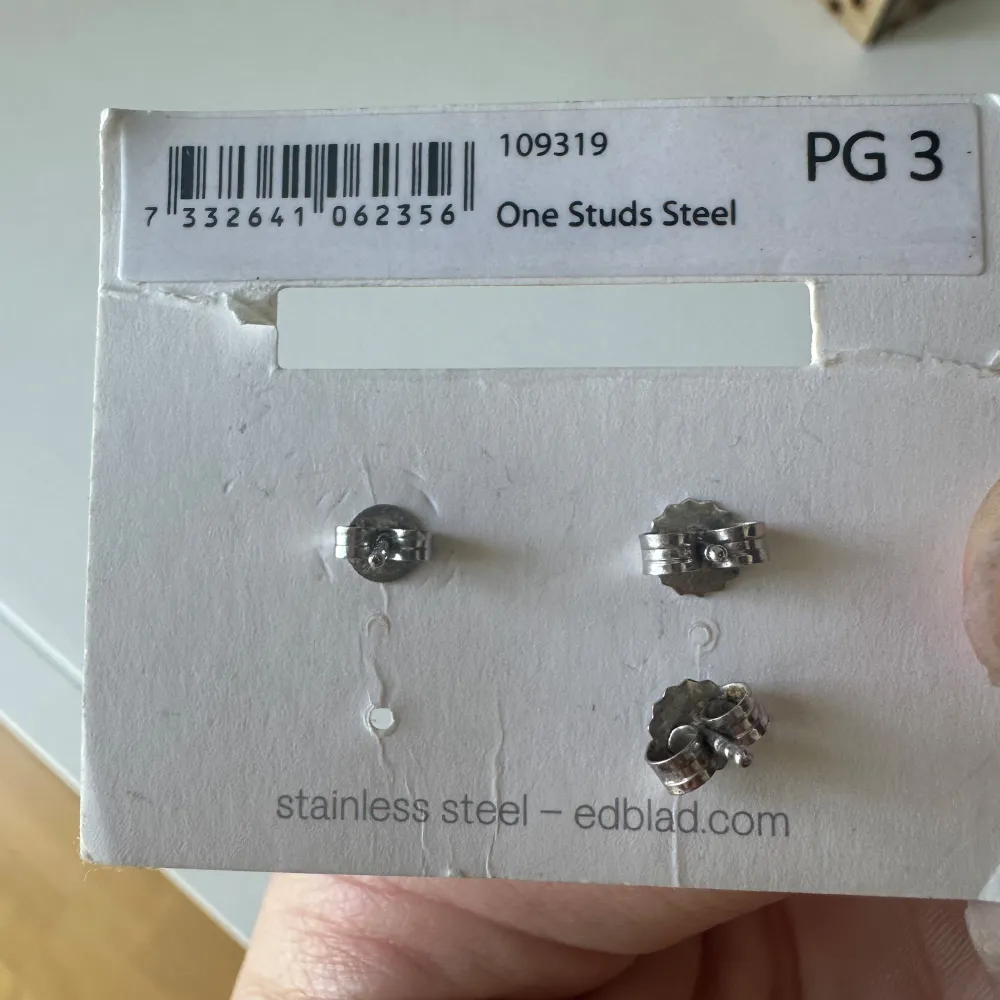 109319
PG 3
7 332641 062356
One Studs Steel
stainless steel – edblad.com